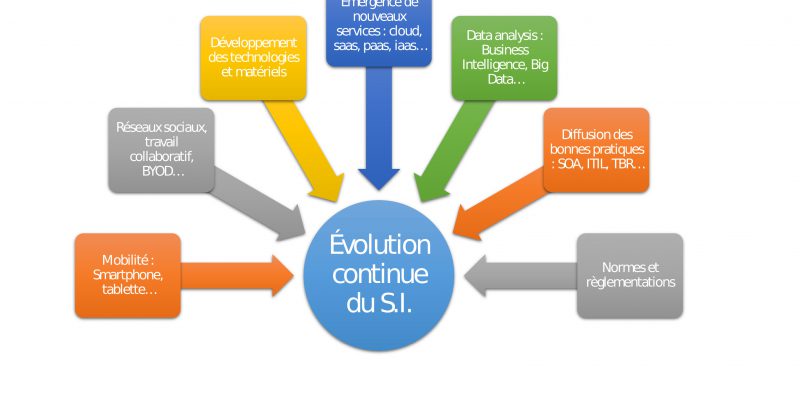 Émergence de
nouveaux
services : cloud,
saas, paas, iaas…
Développement
des technologies
et matériels
Data analysis :
Business
Intelligence, Big
Data…
Réseaux sociaux,
travail
collaboratif,
BYOD…
Diffusion des
bonnes pratiques
: SOA, ITIL, TBR…
Mobilité :
Smartphone,
tablette…
Évolution
continue
du S.I.
Normes et
règlementations